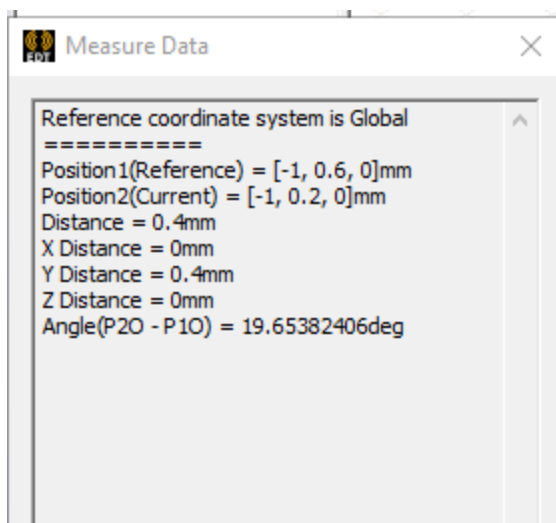 EDT
Measure Data
Reference coordinate system is Global
==========
Position1(Reference) = [-1, 0.6, 0]mm
Position2(Current) = [-1, 0.2, 0]mm
Distance = 0.4mm
X Distance = 0mm
Y Distance = 0.4mm
Z Distance = 0mm
Angle(P2O - P1O) = 19.65382406deg